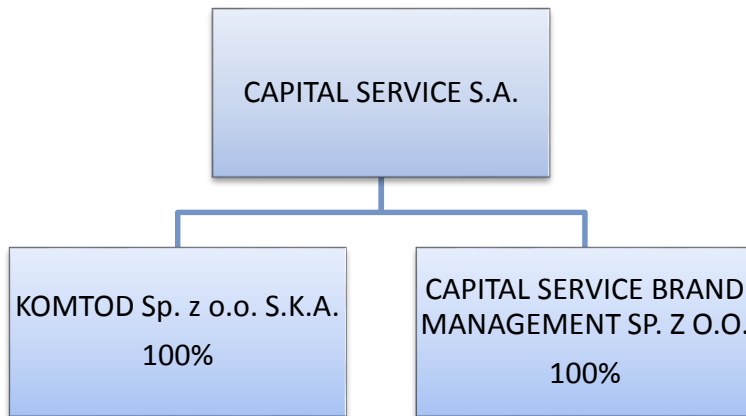 CAPITAL SERVICE S.A.
KOMTOD Sp. z o.o. S.K.A.
100%
CAPITAL SERVICE BRAND
MANAGEMENT SP. Z O.O.
100%